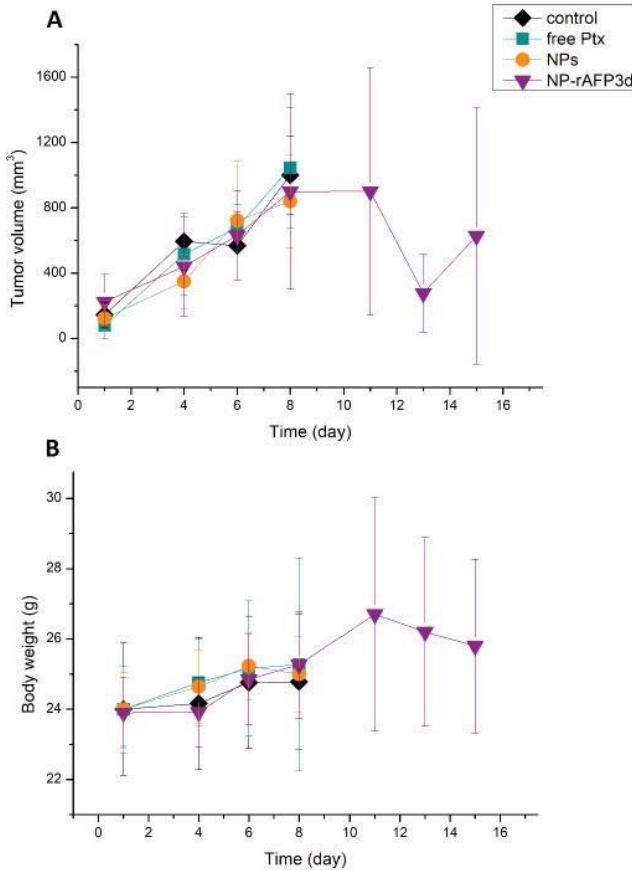 A
control
free Ptx
NPs
NP-rAFP3d
Tumor volume (mm³)
1600
1200
800
400
0
0 2 4 6 8 10 12 14 16
Time (day)
B
Body weight (g)
30
28
26
24
22
0 2 4 6 8 10 12 14 16
Time (day)